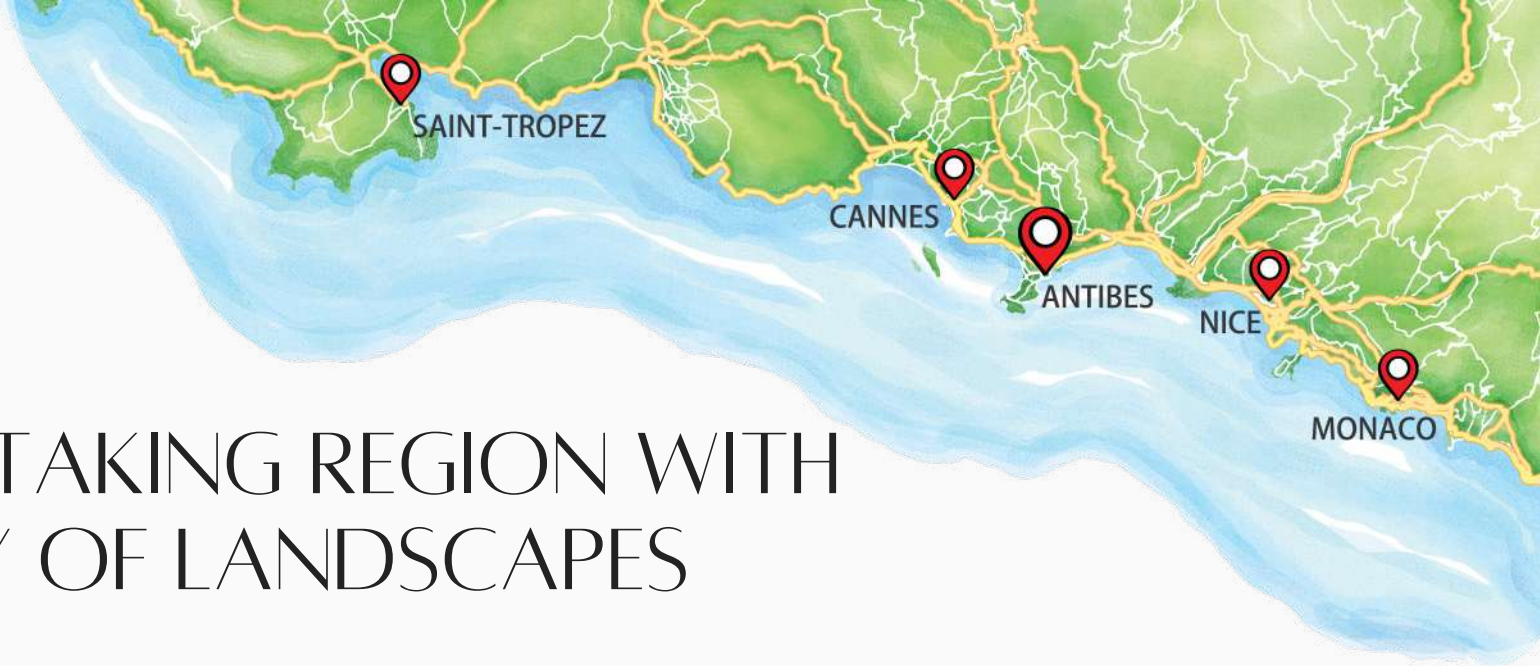 SAINT-TROPEZ
CANNES
ANTIBES
NICE
MONACO
TAKING REGION WITH
OF LANDSCAPES